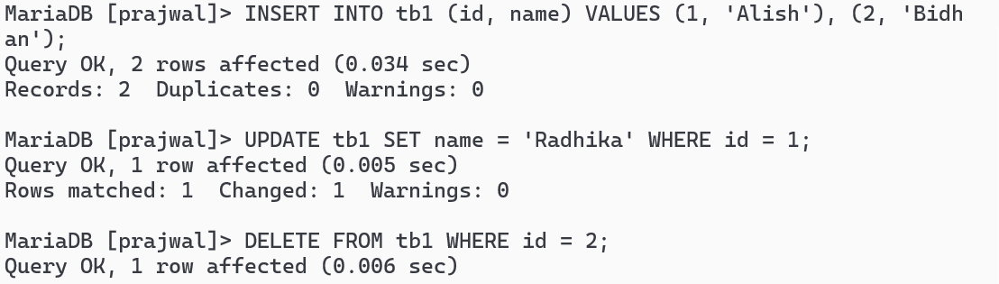 MariaDB [prajwal]> INSERT INTO tb1 (id, name) VALUES (1, 'Alish'), (2, 'Bidh
an');
Query OK, 2 rows affected (0.034 sec)
Records: 2  Duplicates: 0  Warnings: 0

MariaDB [prajwal]> UPDATE tb1 SET name = 'Radhika' WHERE id = 1;
Query OK, 1 row affected (0.005 sec)
Rows matched: 1  Changed: 1  Warnings: 0

MariaDB [prajwal]> DELETE FROM tb1 WHERE id = 2;
Query OK, 1 row affected (0.006 sec)